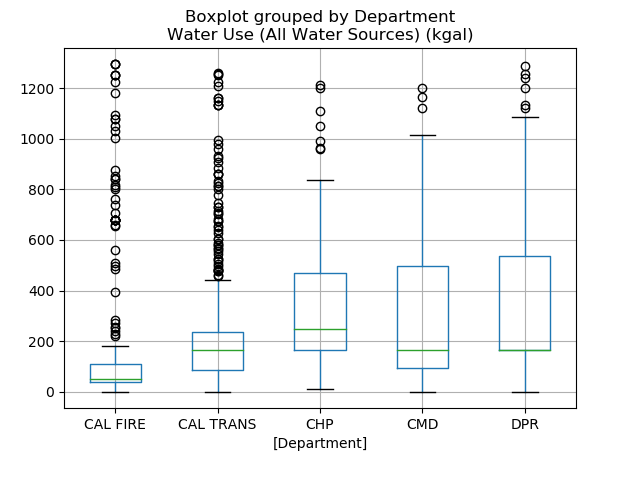 Boxplot grouped by Department
Water Use (All Water Sources) (kgal)
1200
1000
800
600
400
200
0
CAL FIRE CAL TRANS CHP CMD DPR
[Department]